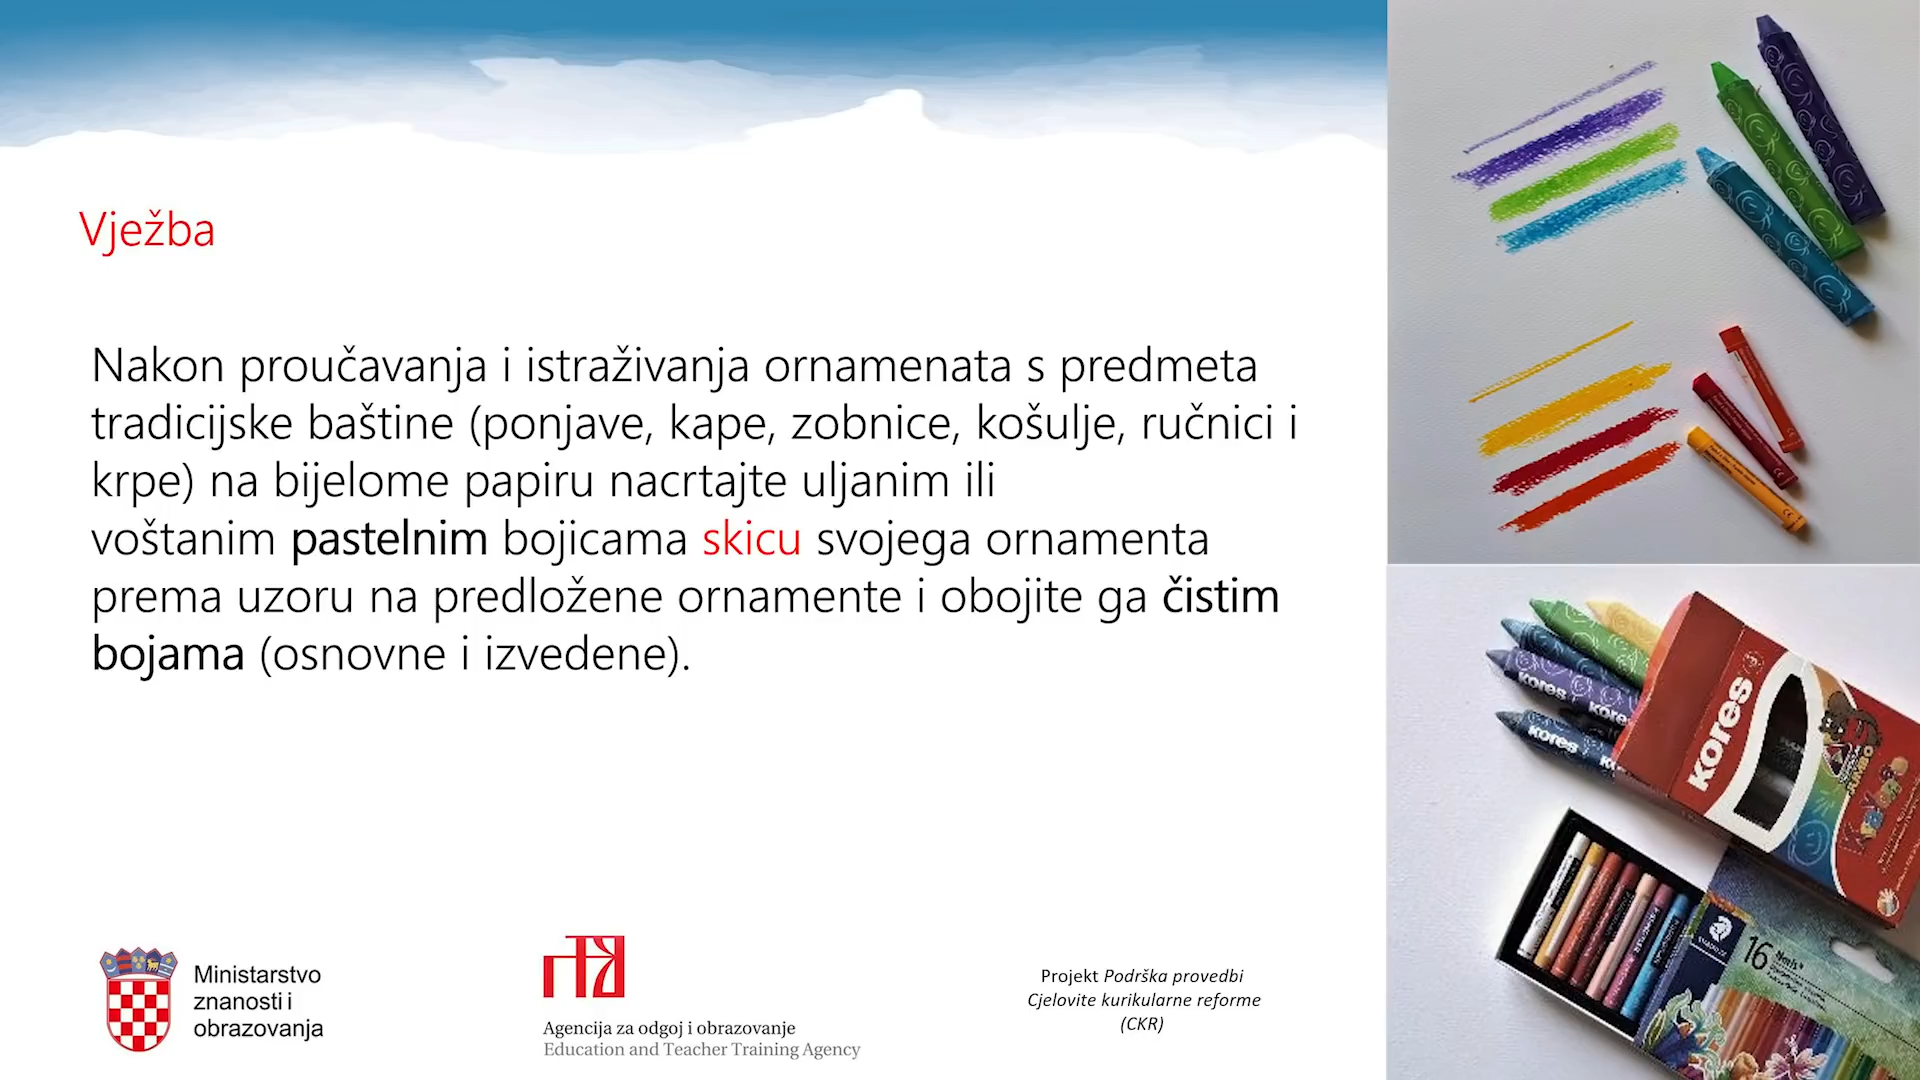 Vježba
Nakon proučavanja i istraživanja ornamenata s predmeta
tradicijske baštine (ponjave, kape, zobnice, košulje, ručnici i
krpe) na bijelome papiru nacrtajte uljanim ili
voštanim pastelnim bojicama skicu svojega ornamenta
prema uzoru na predložene ornamente i obojite ga čistim
bojama (osnovne i izvedene).
Ministarstvo
znanosti i
obrazovanja
Agencija za odgoj i obrazovanje
Education and Teacher Training Agency
Projekt Podrška provedbi
Cjelovite kurikularne reforme
(CKR)
kores
kores
kores
kores
JUMBO
16 Noris